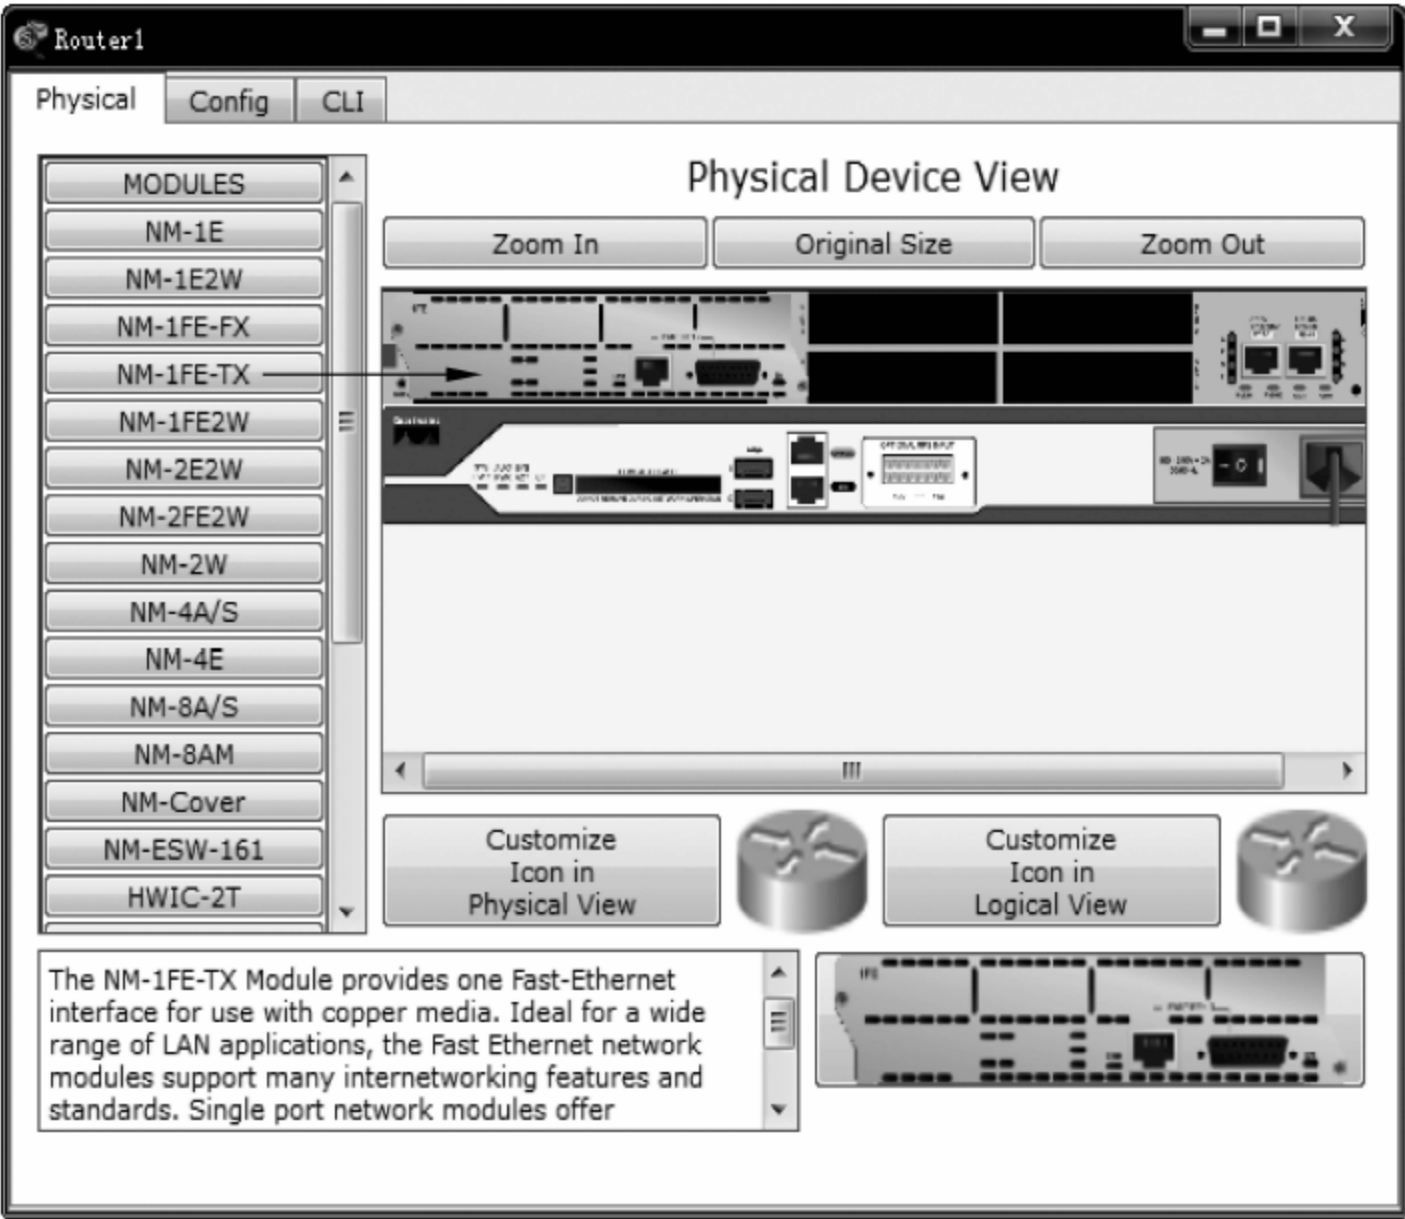 Router1
Physical
Config
CLI
MODULES
NM-1E
NM-1E2W
NM-1FE-FX
NM-1FE-TX
NM-1FE2W
NM-2E2W
NM-2FE2W
NM-2W
NM-4A/S
NM-4E
NM-8A/S
NM-8AM
NM-Cover
NM-ESW-161
HWIC-2T
Physical Device View
Zoom In
Original Size
Zoom Out
1FE
Customize
Icon in
Physical View
Customize
Icon in
Logical View
The NM-1FE-TX Module provides one Fast-Ethernet
interface for use with copper media. Ideal for a wide
range of LAN applications, the Fast Ethernet network
modules support many internetworking features and
standards. Single port network modules offer
1FE